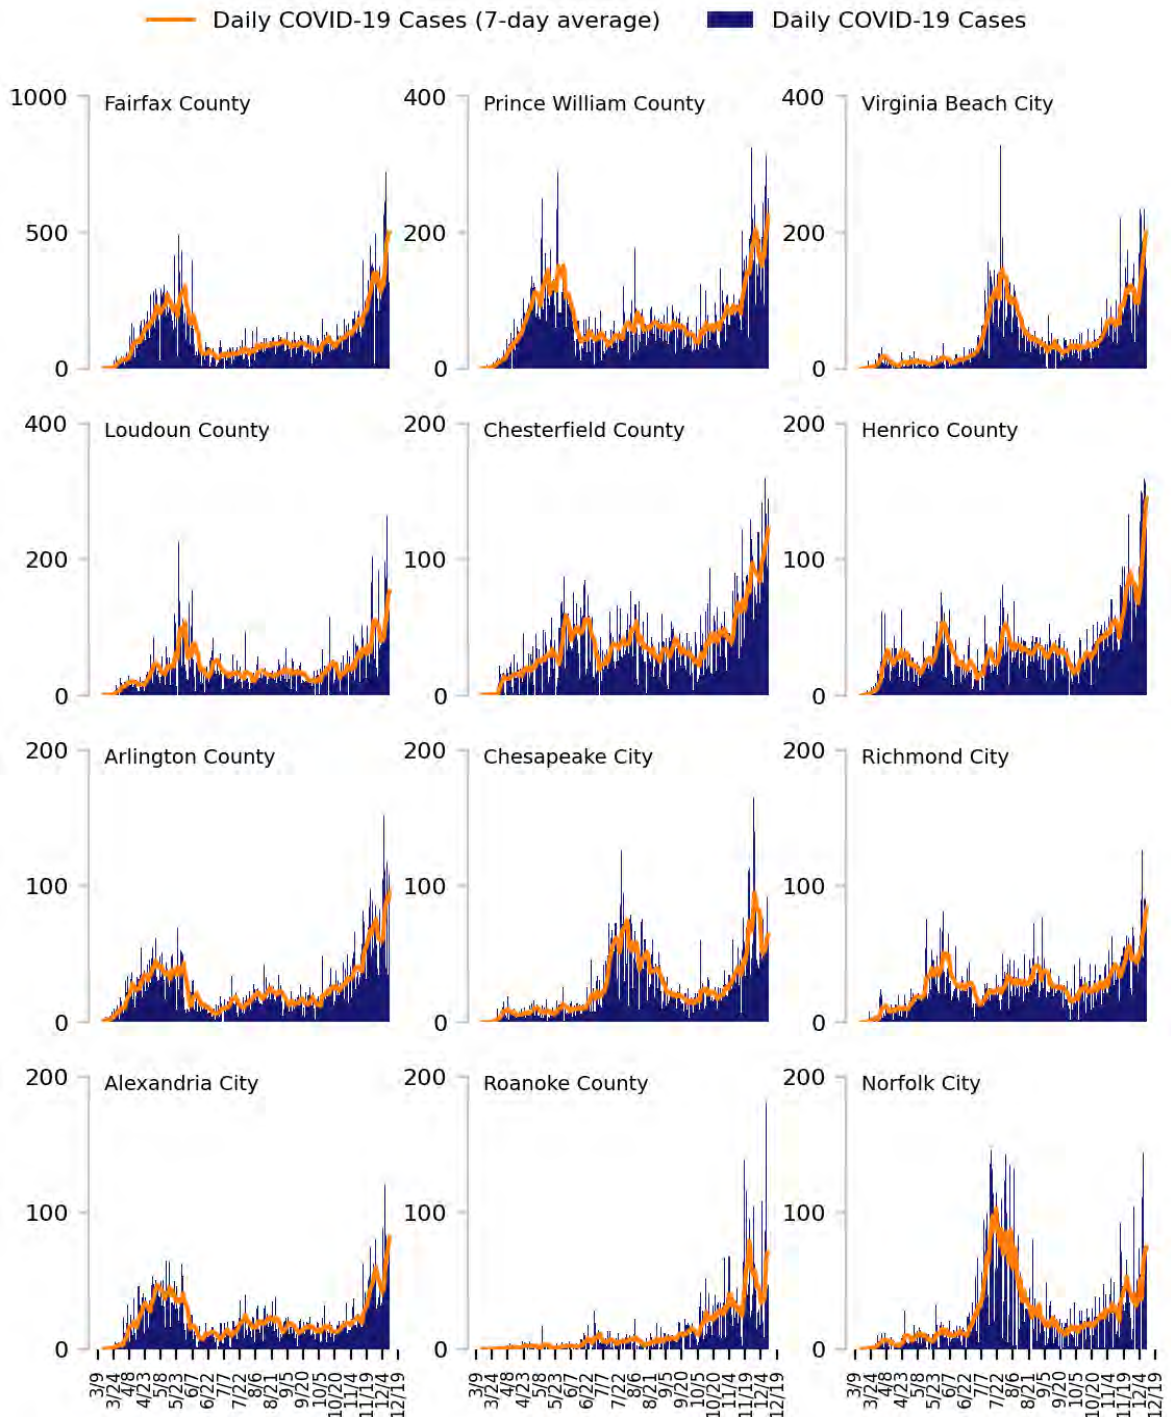 Daily COVID-19 Cases (7-day average) Daily COVID-19 Cases
1000 Fairfax County 400 Prince William County 400 Virginia Beach City
500 200 200
0 0 0
400 Loudoun County 200 Chesterfield County 200 Henrico County
200 100 100
0 0 0
200 Arlington County 200 Chesapeake City 200 Richmond City
100 100 100
0 0 0
200 Alexandria City 200 Roanoke County 200 Norfolk City
100 100 100
0 0 0
3/9 3/24 4/8 4/23 5/8 5/23 6/7 6/22 7/7 7/22 8/6 8/21 9/5 9/20 10/5 10/20 11/4 11/19 12/4 12/19 3/9 3/24 4/8 4/23 5/8 5/23 6/7 6/22 7/7 7/22 8/6 8/21 9/5 9/20 10/5 10/20 11/4 11/19 12/4 12/19 3/9 3/24 4/8 4/23 5/8 5/23 6/7 6/22 7/7 7/22 8/6 8/21 9/5 9/20 10/5 10/20 11/4 11/19 12/4 12/19